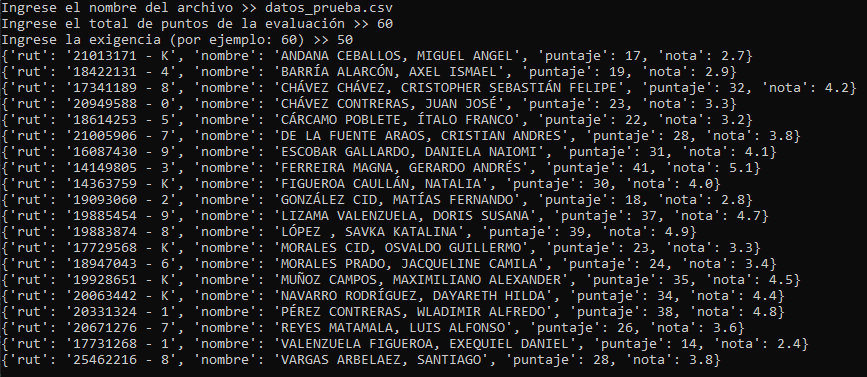 Ingrese el nombre del archivo >> datos_prueba.csv
Ingrese el total de puntos de la evaluación >> 60
Ingrese la exigencia (por ejemplo: 60) >> 50
{'rut': '21013171 - K', 'nombre': 'ANDANA CEBALLOS, MIGUEL ANGEL', 'puntaje': 17, 'nota': 2.7}
{'rut': '18422131 - 4', 'nombre': 'BARRÍA ALARCÓN, AXEL ISMAEL', 'puntaje': 19, 'nota': 2.9}
{'rut': '17341189 - 8', 'nombre': 'CHÁVEZ CHÁVEZ, CRISTOPHER SEBASTIÁN FELIPE', 'puntaje': 32, 'nota': 4.2}
{'rut': '20949588 - 0', 'nombre': 'CHÁVEZ CONTRERAS, JUAN JOSÉ', 'puntaje': 23, 'nota': 3.3}
{'rut': '18614253 - 5', 'nombre': 'CÁRCAMO POBLETE, ÍTALO FRANCO', 'puntaje': 22, 'nota': 3.2}
{'rut': '21005906 - 7', 'nombre': 'DE LA FUENTE ARAOS, CRISTIAN ANDRES', 'puntaje': 28, 'nota': 3.8}
{'rut': '16087430 - 9', 'nombre': 'ESCOBAR GALLARDO, DANIELA NAIOMI', 'puntaje': 31, 'nota': 4.1}
{'rut': '14149805 - 3', 'nombre': 'FERREIRA MAGNA, GERARDO ANDRÉS', 'puntaje': 41, 'nota': 5.1}
{'rut': '14363759 - K', 'nombre': 'FIGUEROA CAULLÁN, NATALIA', 'puntaje': 30, 'nota': 4.0}
{'rut': '19093060 - 2', 'nombre': 'GONZÁLEZ CID, MATÍAS FERNANDO', 'puntaje': 18, 'nota': 2.8}
{'rut': '19885454 - 9', 'nombre': 'LIZAMA VALENZUELA, DORIS SUSANA', 'puntaje': 37, 'nota': 4.7}
{'rut': '19883874 - 8', 'nombre': 'LÓPEZ , SAVKA KATALINA', 'puntaje': 39, 'nota': 4.9}
{'rut': '17729568 - K', 'nombre': 'MORALES CID, OSVALDO GUILLERMO', 'puntaje': 23, 'nota': 3.3}
{'rut': '18947043 - 6', 'nombre': 'MORALES PRADO, JACQUELINE CAMILA', 'puntaje': 24, 'nota': 3.4}
{'rut': '19928651 - K', 'nombre': 'MUÑOZ CAMPOS, MAXIMILIANO ALEXANDER', 'puntaje': 35, 'nota': 4.5}
{'rut': '20063442 - K', 'nombre': 'NAVARRO RODRÍGUEZ, DAYARETH HILDA', 'puntaje': 34, 'nota': 4.4}
{'rut': '20331324 - 1', 'nombre': 'PÉREZ CONTRERAS, WLADIMIR ALFREDO', 'puntaje': 38, 'nota': 4.8}
{'rut': '20671276 - 7', 'nombre': 'REYES MATAMALA, LUIS ALFONSO', 'puntaje': 26, 'nota': 3.6}
{'rut': '17731268 - 1', 'nombre': 'VALENZUELA FIGUEROA, EXEQUIEL DANIEL', 'puntaje': 14, 'nota': 2.4}
{'rut': '25462216 - 8', 'nombre': 'VARGAS ARBELAEZ, SANTIAGO', 'puntaje': 28, 'nota': 3.8}